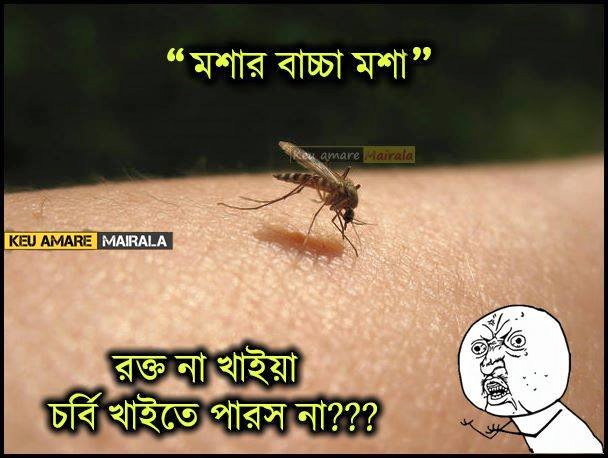 “মশার বাচ্চা মশা”
Keu amare Mairala
KEU AMARE MAIRALA
রক্ত না খাইয়া
চর্বি খাইতে পারস না???